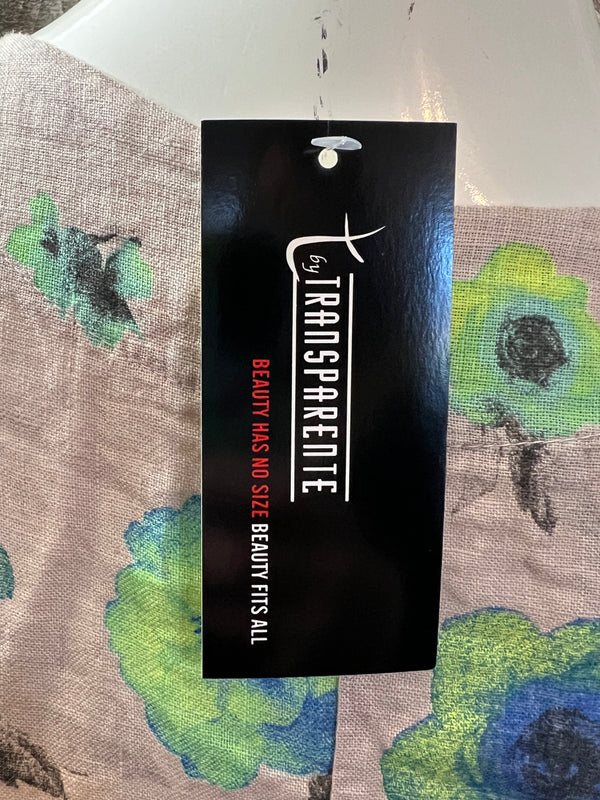 t by TRANSPARENTE
BEAUTY HAS NO SIZE BEAUTY FITS ALL